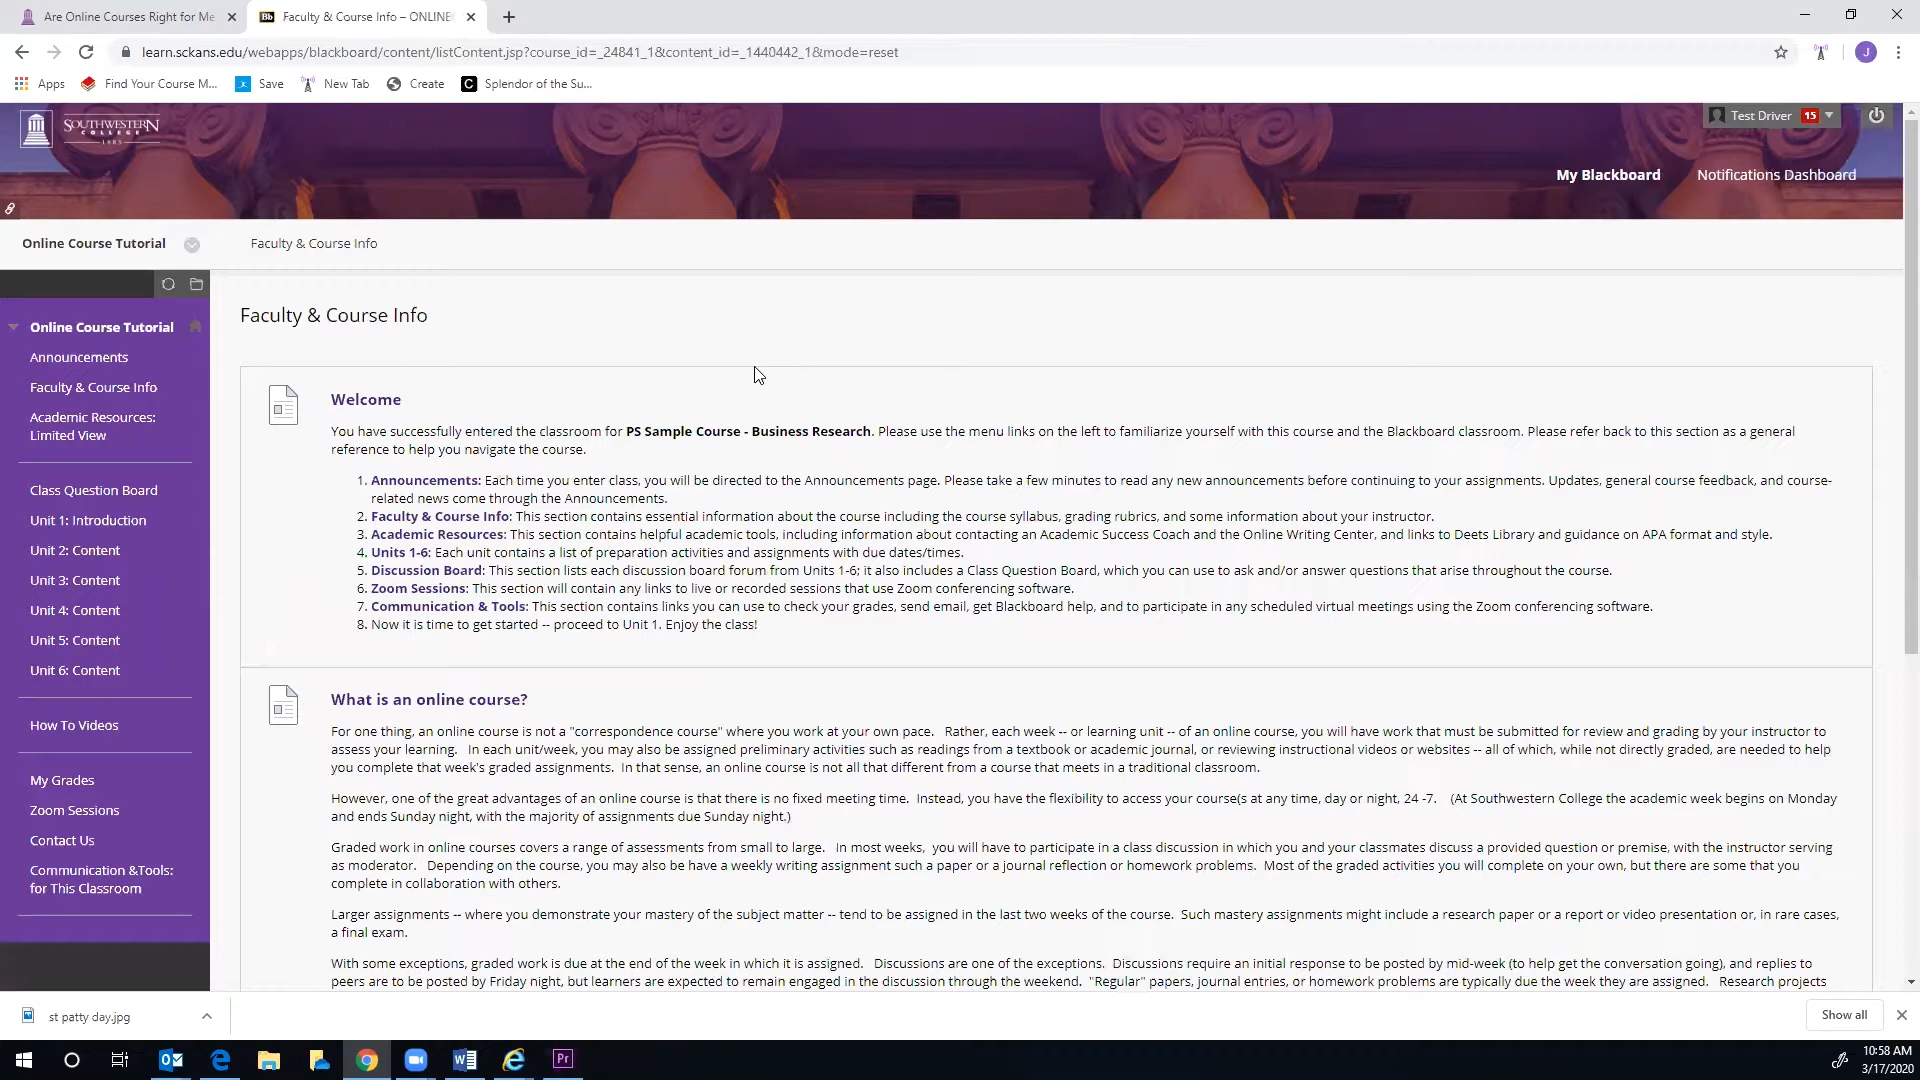 Are Online Courses Right for Me
Faculty & Course Info – ONLINE
learn.sckans.edu/webapps/blackboard/content/listContent.jsp?course_id=_24841_1&content_id=_1440442_1&mode=reset
J
Apps
Find Your Course M...
Save
New Tab
Create
Splendor of the Su...
SOUTHWESTERN
COLLEGE
1885
Test Driver 15
My Blackboard
Notifications Dashboard
Online Course Tutorial
Faculty & Course Info
Online Course Tutorial
Announcements
Faculty & Course Info
Academic Resources:
Limited View
Class Question Board
Unit 1: Introduction
Unit 2: Content
Unit 3: Content
Unit 4: Content
Unit 5: Content
Unit 6: Content
How To Videos
My Grades
Zoom Sessions
Contact Us
Communication &Tools:
for This Classroom
Faculty & Course Info
Welcome
You have successfully entered the classroom for PS Sample Course - Business Research. Please use the menu links on the left to familiarize yourself with this course and the Blackboard classroom. Please refer back to this section as a general
reference to help you navigate the course.
1. Announcements: Each time you enter class, you will be directed to the Announcements page. Please take a few minutes to read any new announcements before continuing to your assignments. Updates, general course feedback, and course-
related news come through the Announcements.
2. Faculty & Course Info: This section contains essential information about the course including the course syllabus, grading rubrics, and some information about your instructor.
3. Academic Resources: This section contains helpful academic tools, including information about contacting an Academic Success Coach and the Online Writing Center, and links to Deets Library and guidance on APA format and style.
4. Units 1-6: Each unit contains a list of preparation activities and assignments with due dates/times.
5. Discussion Board: This section lists each discussion board forum from Units 1-6; it also includes a Class Question Board, which you can use to ask and/or answer questions that arise throughout the course.
6. Zoom Sessions: This section will contain any links to live or recorded sessions that use Zoom conferencing software.
7. Communication & Tools: This section contains links you can use to check your grades, send email, get Blackboard help, and to participate in any scheduled virtual meetings using the Zoom conferencing software.
8. Now it is time to get started -- proceed to Unit 1. Enjoy the class!
What is an online course?
For one thing, an online course is not a "correspondence course" where you work at your own pace. Rather, each week -- or learning unit -- of an online course, you will have work that must be submitted for review and grading by your instructor to
assess your learning. In each unit/week, you may also be assigned preliminary activities such as readings from a textbook or academic journal, or reviewing instructional videos or websites -- all of which, while not directly graded, are needed to help
you complete that week's graded assignments. In that sense, an online course is not all that different from a course that meets in a traditional classroom.
However, one of the great advantages of an online course is that there is no fixed meeting time. Instead, you have the flexibility to access your course(s at any time, day or night, 24 -7. (At Southwestern College the academic week begins on Monday
and ends Sunday night, with the majority of assignments due Sunday night.)
Graded work in online courses covers a range of assessments from small to large. In most weeks, you will have to participate in a class discussion in which you and your classmates discuss a provided question or premise, with the instructor serving
as moderator. Depending on the course, you may also be have a weekly writing assignment such a paper or a journal reflection or homework problems. Most of the graded activities you will complete on your own, but there are some that you
complete in collaboration with others.
Larger assignments -- where you demonstrate your mastery of the subject matter -- tend to be assigned in the last two weeks of the course. Such mastery assignments might include a research paper or a report or video presentation or, in rare cases,
a final exam.
With some exceptions, graded work is due at the end of the week in which it is assigned. Discussions are one of the exceptions. Discussions require an initial response to be posted by mid-week (to help get the conversation going), and replies to
peers are to be posted by Friday night, but learners are expected to remain engaged in the discussion through the weekend. "Regular" papers, journal entries, or homework problems are typically due the week they are assigned. Research projects
st patty day.jpg
Show all
10:58 AM
3/17/2020